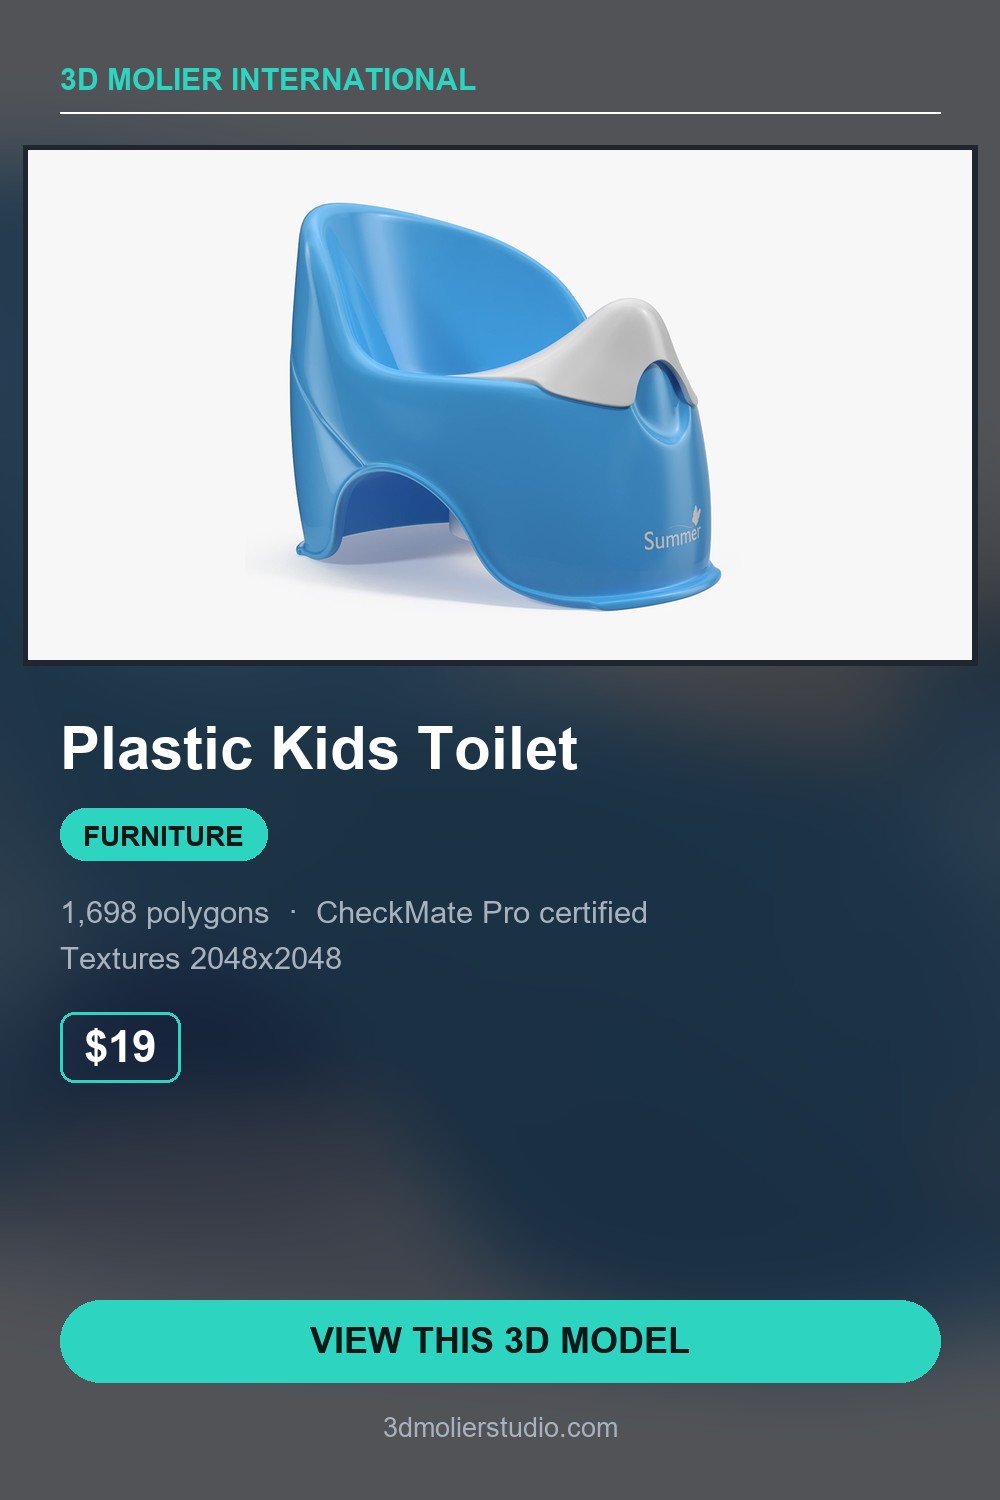 3D MOLIER INTERNATIONAL
Summer
Plastic Kids Toilet
FURNITURE
1,698 polygons · CheckMate Pro certified
Textures 2048x2048
$19
VIEW THIS 3D MODEL
3dmolierstudio.com